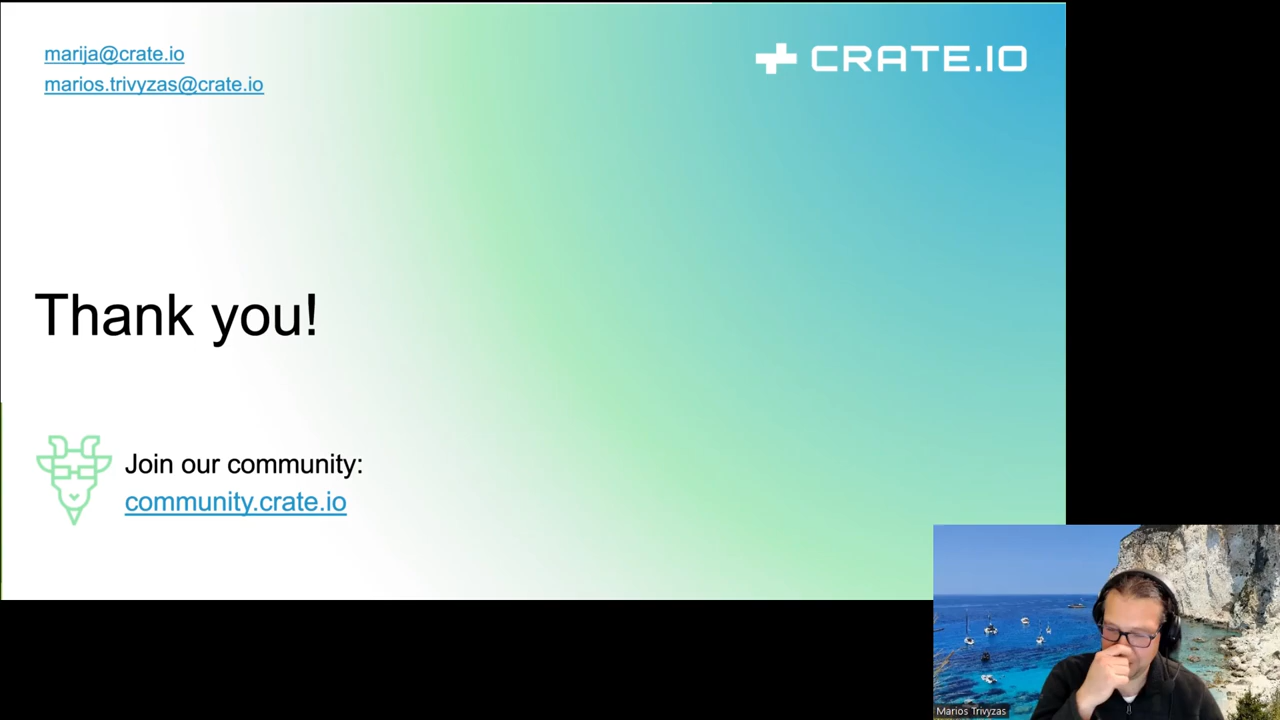 marija@crate.io
marios.trivyzas@crate.io
CRATE.IO
Thank you!
Join our community:
community.crate.io
Marios Trivyzas